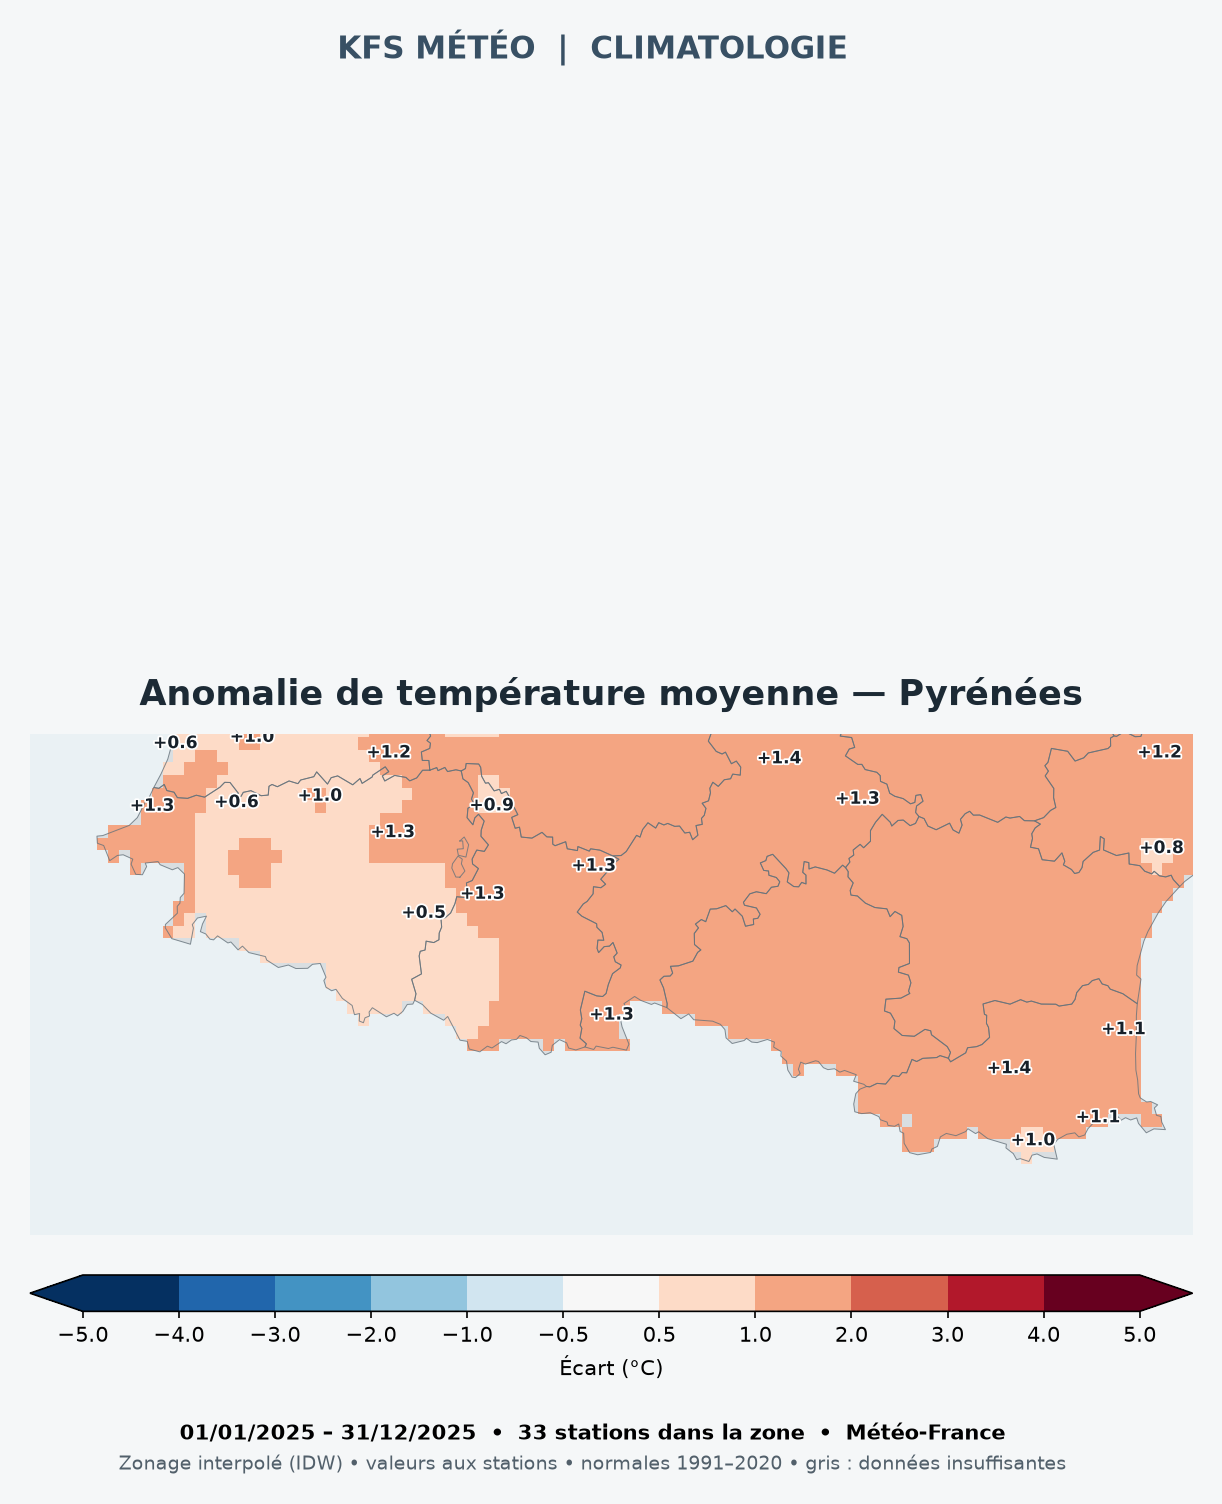 KFS MÉTÉO | CLIMATOLOGIE
Anomalie de température moyenne — Pyrénées
+0.6 +1.0 +1.2 +1.4 +1.2
+1.3 +0.6 +1.0 +0.9 +1.3
+1.3 +0.8
+1.3
+1.3
+0.5
+1.3 +1.1
+1.4
+1.1
+1.0
−5.0 −4.0 −3.0 −2.0 −1.0 −0.5 0.5 1.0 2.0 3.0 4.0 5.0
Écart (°C)
01/01/2025 – 31/12/2025 • 33 stations dans la zone • Météo-France
Zonage interpolé (IDW) • valeurs aux stations • normales 1991–2020 • gris : données insuffisantes